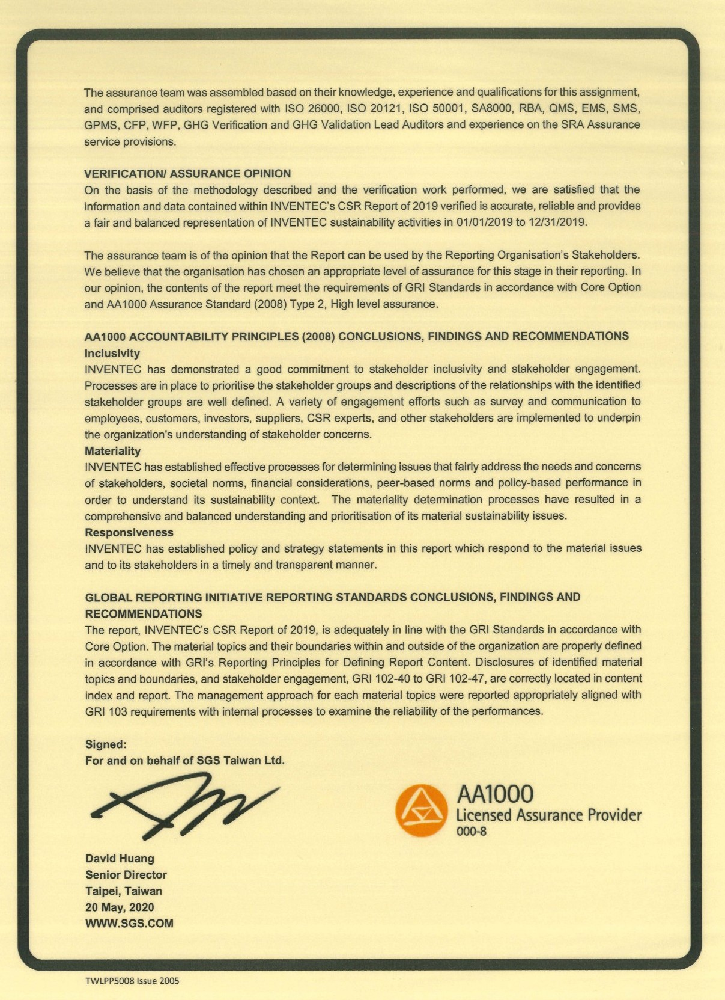 The assurance team was assembled based on their knowledge, experience and qualifications for this assignment,
and comprised auditors registered with ISO 26000, ISO 20121, ISO 50001, SA8000, RBA, QMS, EMS, SMS,
GPMS, CFP, WFP, GHG Verification and GHG Validation Lead Auditors and experience on the SRA Assurance
service provisions.
VERIFICATION/ ASSURANCE OPINION
On the basis of the methodology described and the verification work performed, we are satisfied that the
information and data contained within INVENTEC's CSR Report of 2019 verified is accurate, reliable and provides
a fair and balanced representation of INVENTEC sustainability activities in 01/01/2019 to 12/31/2019.
The assurance team is of the opinion that the Report can be used by the Reporting Organisation's Stakeholders.
We believe that the organisation has chosen an appropriate level of assurance for this stage in their reporting. In
our opinion, the contents of the report meet the requirements of GRI Standards in accordance with Core Option
and AA1000 Assurance Standard (2008) Type 2, High level assurance.
AA1000 ACCOUNTABILITY PRINCIPLES (2008) CONCLUSIONS, FINDINGS AND RECOMMENDATIONS
Inclusivity
INVENTEC has demonstrated a good commitment to stakeholder inclusivity and stakeholder engagement.
Processes are in place to prioritise the stakeholder groups and descriptions of the relationships with the identified
stakeholder groups are well defined. A variety of engagement efforts such as survey and communication to
employees, customers, investors, suppliers, CSR experts, and other stakeholders are implemented to underpin
the organization's understanding of stakeholder concerns.
Materiality
INVENTEC has established effective processes for determining issues that fairly address the needs and concerns
of stakeholders, societal norms, financial considerations, peer-based norms and policy-based performance in
order to understand its sustainability context. The materiality determination processes have resulted in a
comprehensive and balanced understanding and prioritisation of its material sustainability issues.
Responsiveness
INVENTEC has established policy and strategy statements in this report which respond to the material issues
and to its stakeholders in a timely and transparent manner.
GLOBAL REPORTING INITIATIVE REPORTING STANDARDS CONCLUSIONS, FINDINGS AND
RECOMMENDATIONS
The report, INVENTEC's CSR Report of 2019, is adequately in line with the GRI Standards in accordance with
Core Option. The material topics and their boundaries within and outside of the organization are properly defined
in accordance with GRI's Reporting Principles for Defining Report Content. Disclosures of identified material
topics and boundaries, and stakeholder engagement, GRI 102-40 to GRI 102-47, are correctly located in content
index and report. The management approach for each material topics were reported appropriately aligned with
GRI 103 requirements with internal processes to examine the reliability of the performances.
Signed:
For and on behalf of SGS Taiwan Ltd.
AA1000
Licensed Assurance Provider
000-8
David Huang
Senior Director
Taipei, Taiwan
20 May, 2020
WWW.SGS.COM
TWLPP5008 Issue 2005